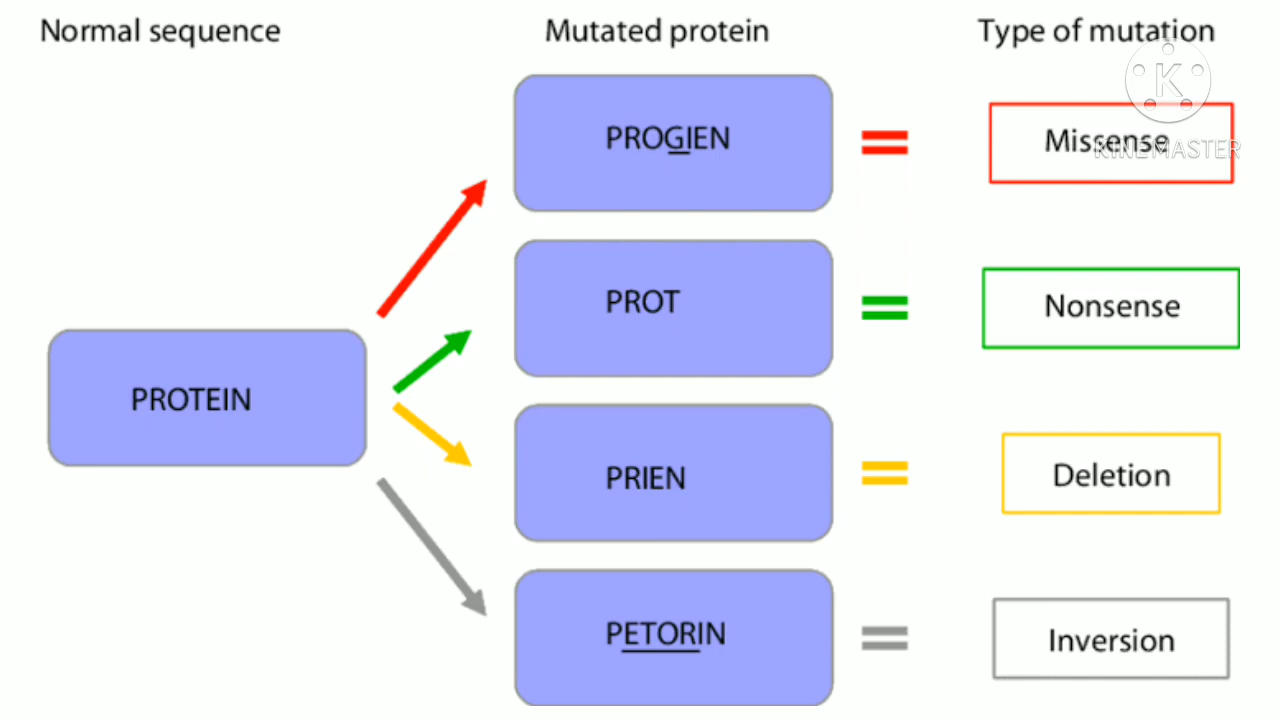 Normal sequence
Mutated protein
Type of mutation
K
PROGIEN
Missense
KINEMASTER
PROT
Nonsense
PROTEIN
PRIEN
Deletion
PETORIN
Inversion